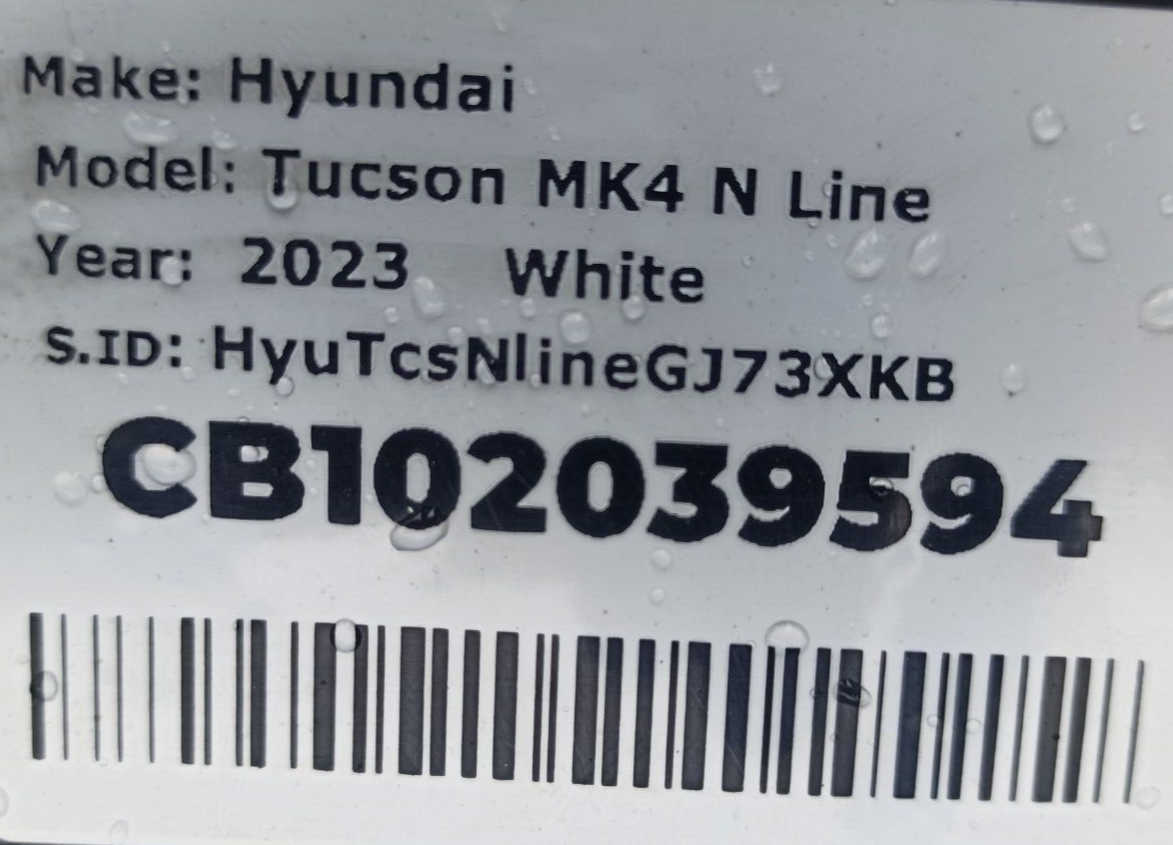 Make: Hyundai
Model: Tucson MK4 N Line
Year: 2023 White
S.ID: HyuTcsNlineGJ73XKB
CB102039594